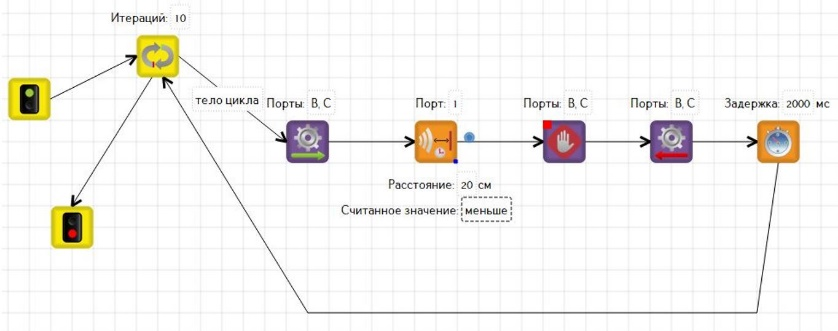 Итераций: 10
тело цикла
Порты: B, C
Порт: 1
Порты: B, C
Порты: B, C
Задержка: 2000 мс
Расстояние: 20 см
Считанное значение: меньше